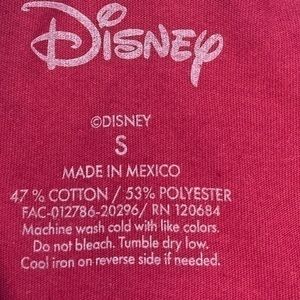 Disney
©DISNEY
S
MADE IN MEXICO
47 % COTTON / 53% POLYESTER
FAC-012786-20296/ RN 120684
Machine wash cold with like colors.
Do not bleach. Tumble dry low.
Cool iron on reverse side if needed.